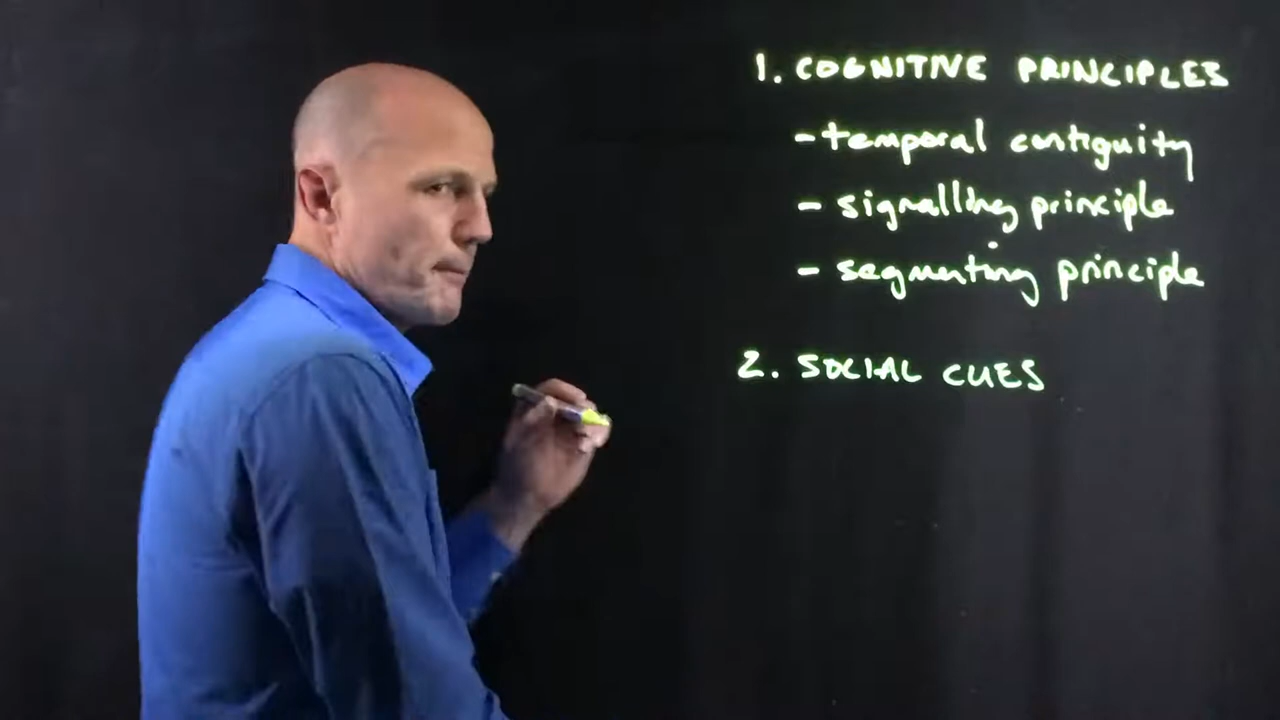 1. COGNITIVE PRINCIPLES
- temporal contiguity
- signalling principle
- segmenting principle
2. SOCIAL CUES